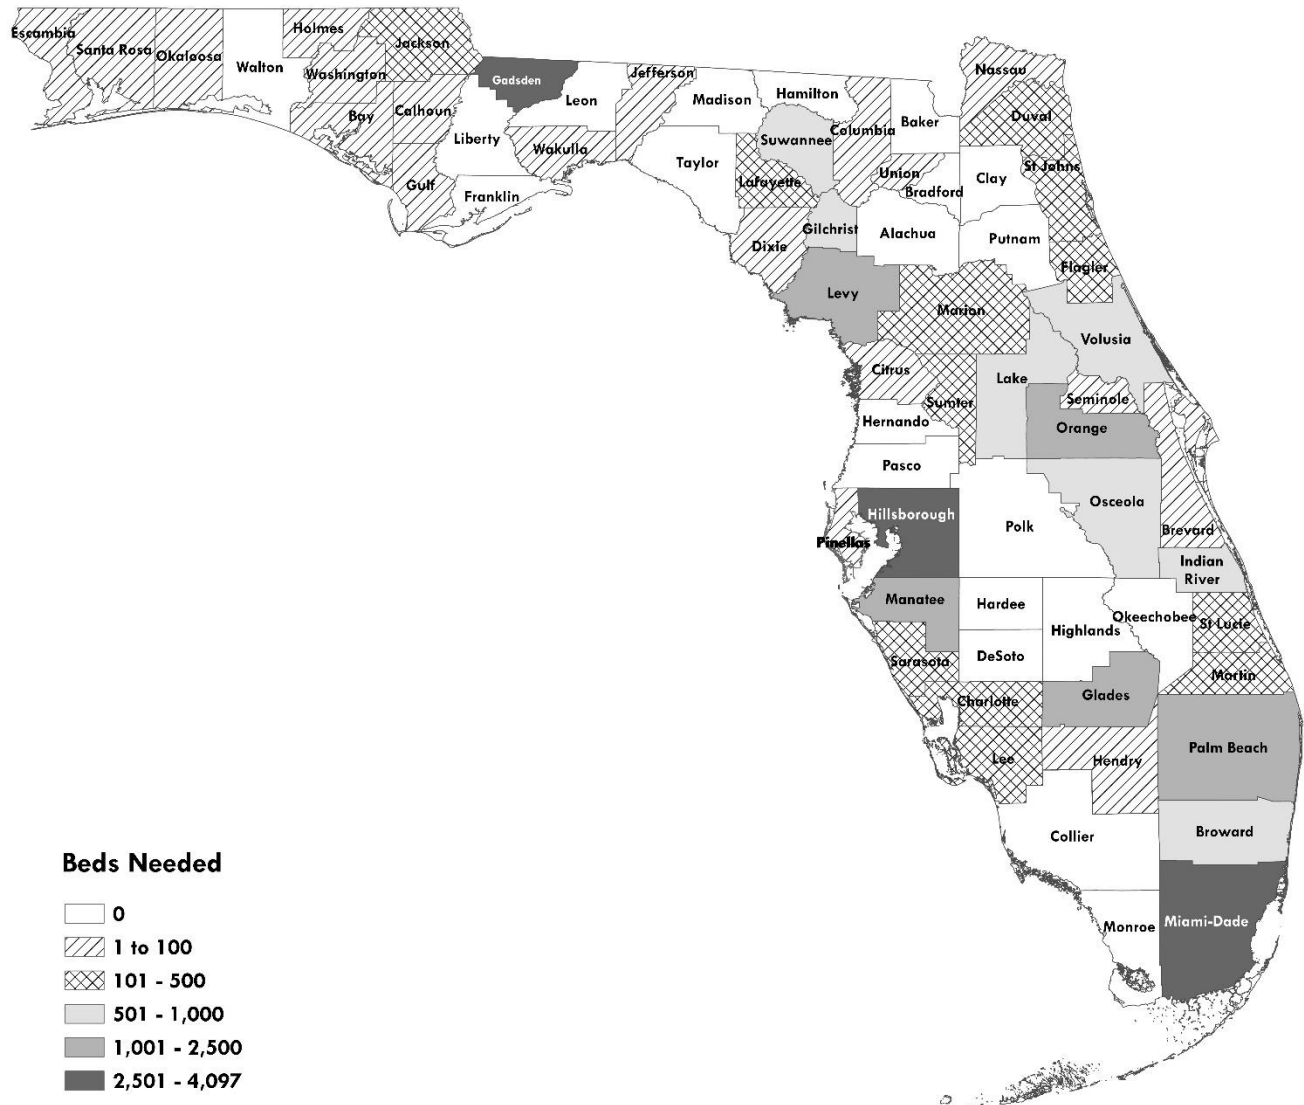 Escambia
Santa Rosa
Okaloosa
Walton
Holmes
Washington
Jackson
Bay
Calhoun
Gulf
Gadsden
Liberty
Franklin
Leon
Wakulla
Jefferson
Madison
Taylor
Hamilton
Suwannee
Lafayette
Dixie
Columbia
Gilchrist
Baker
Union
Bradford
Alachua
Nassau
Duval
Clay
St Johns
Putnam
Flagler
Levy
Marion
Volusia
Citrus
Sumter
Lake
Seminole
Orange
Hernando
Pasco
Hillsborough
Pinellas
Polk
Osceola
Brevard
Indian
River
Manatee
Hardee
Highlands
Okeechobee
St Lucie
Sarasota
DeSoto
Martin
Charlotte
Glades
Lee
Hendry
Palm Beach
Collier
Broward
Monroe
Miami-Dade
Beds Needed
0
1 to 100
101 - 500
501 - 1,000
1,001 - 2,500
2,501 - 4,097